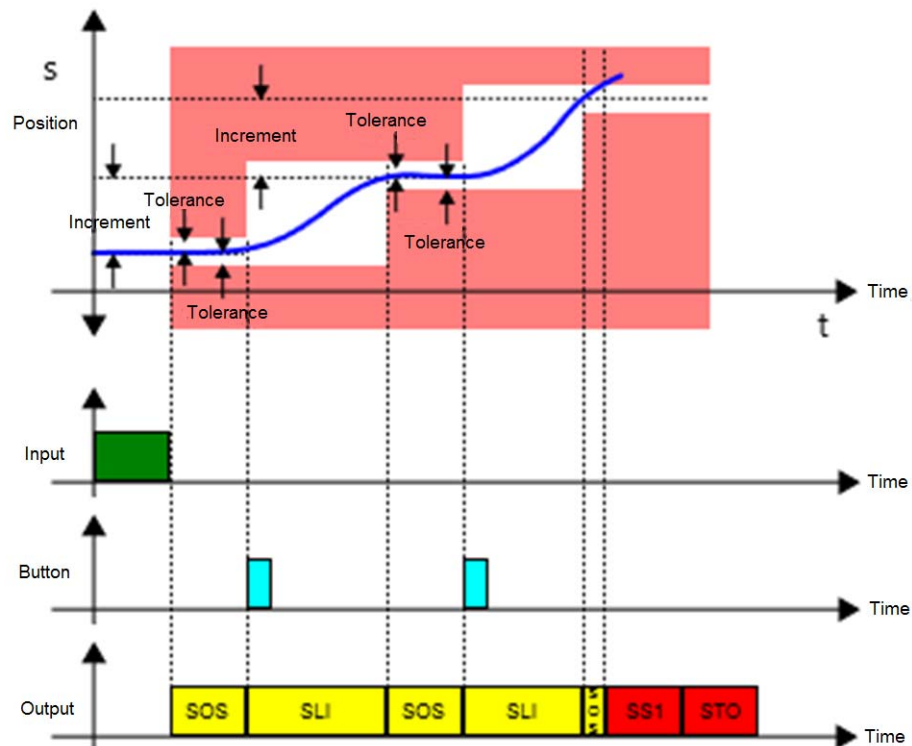 S
Position
Increment
Tolerance
Tolerance
Increment
Tolerance
Tolerance
Time
t
Input
Time
Button
Time
Output
SOS
SLI
SOS
SLI
SOS
SS1
STO
Time